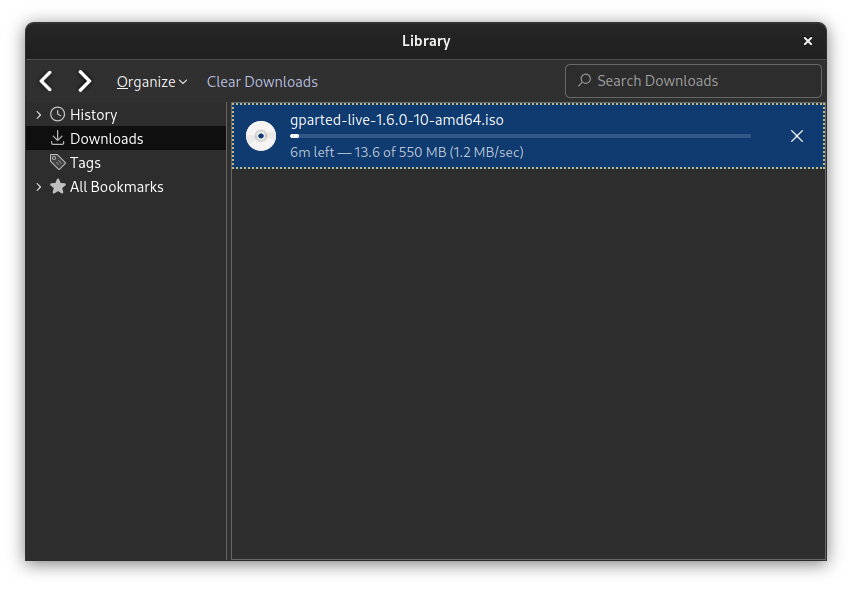 Library
Organize Clear Downloads Search Downloads
History
Downloads
Tags
All Bookmarks
gparted-live-1.6.0-10-amd64.iso
6m left — 13.6 of 550 MB (1.2 MB/sec)